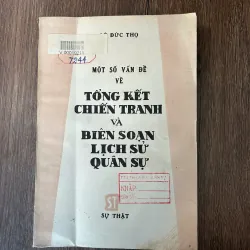 ĐỨC THỌ
7244
MỘT SỐ VẤN ĐỀ
VỀ
TỔNG KẾT
CHIẾN TRANH
VÀ
BIÊN SOẠN
LỊCH SỬ
QUÂN SỰ
ST
SỰ THẬT